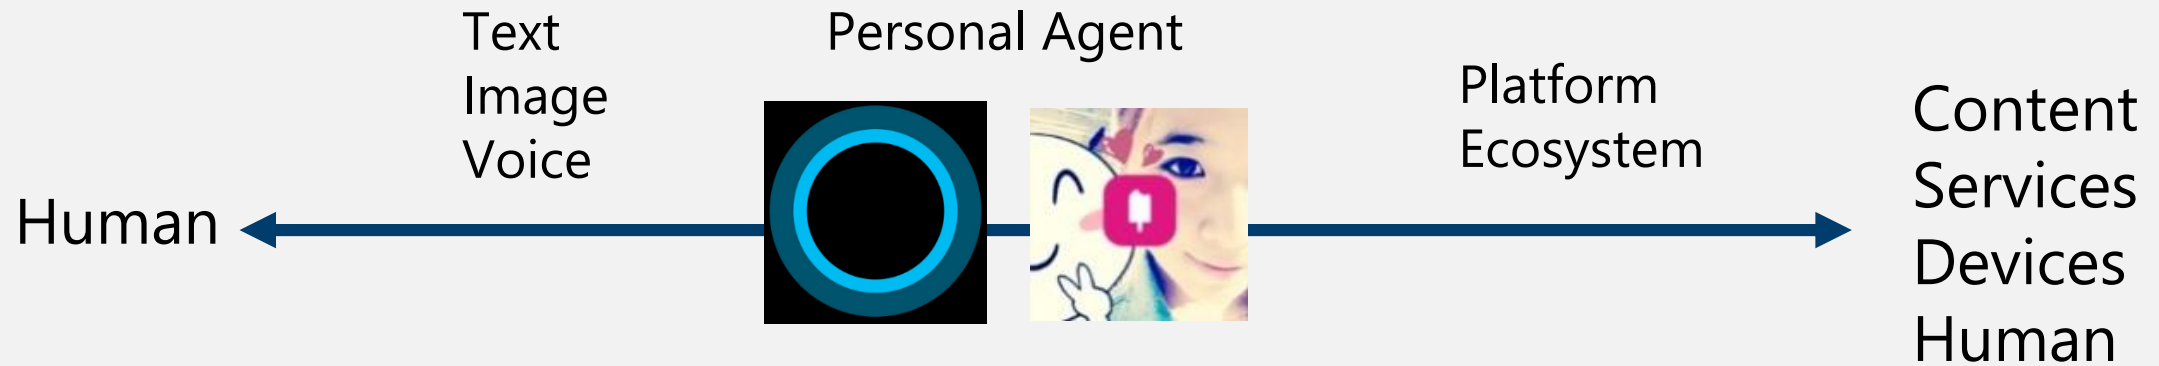 Human
Text
Image
Voice
Personal Agent
Platform
Ecosystem
Content
Services
Devices
Human